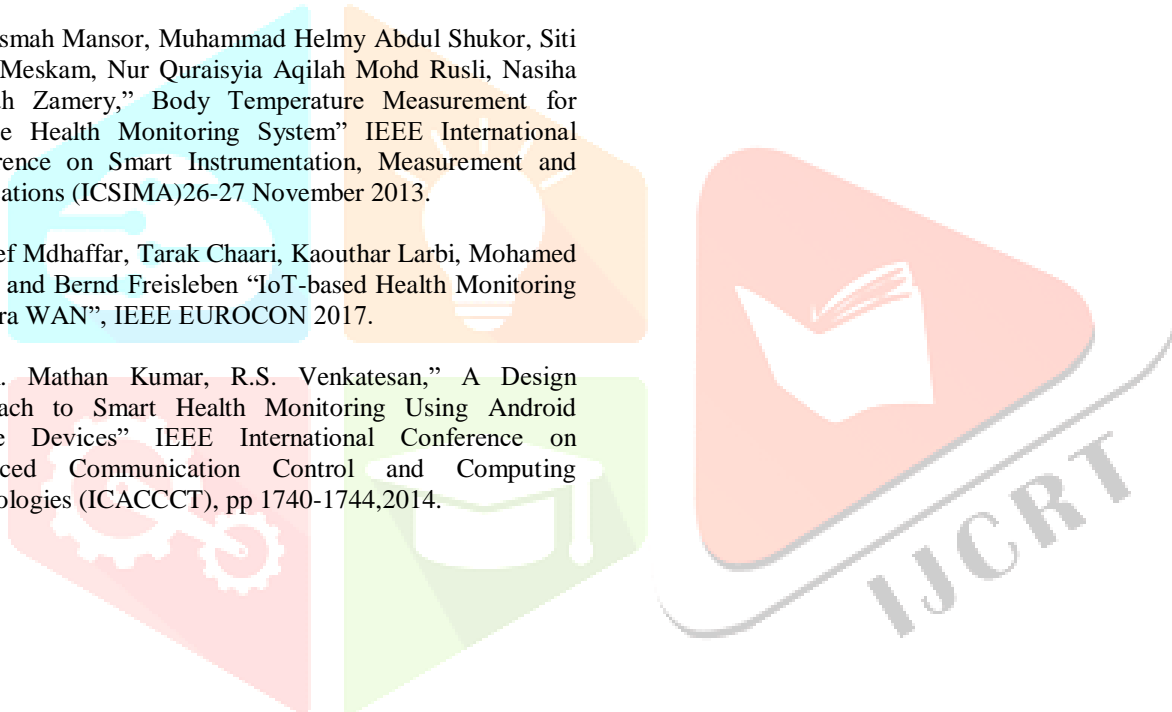 smah Mansor, Muhammad Helmy Abdul Shukor, Siti
Meskam, Nur Quraisyia Aqilah Mohd Rusli, Nasiha
h Zamery,” Body Temperature Measurement for
e Health Monitoring System” IEEE International
rence on Smart Instrumentation, Measurement and
ations (ICSIMA)26-27 November 2013.
ef Mdhaffar, Tarak Chaari, Kaouthar Larbi, Mohamed
and Bernd Freisleben “IoT-based Health Monitoring
ra WAN”, IEEE EUROCON 2017.
. Mathan Kumar, R.S. Venkatesan,” A Design
ach to Smart Health Monitoring Using Android
e Devices” IEEE International Conference on
ced Communication Control and Computing
ologies (ICACCCT), pp 1740-1744,2014.
IJCRT